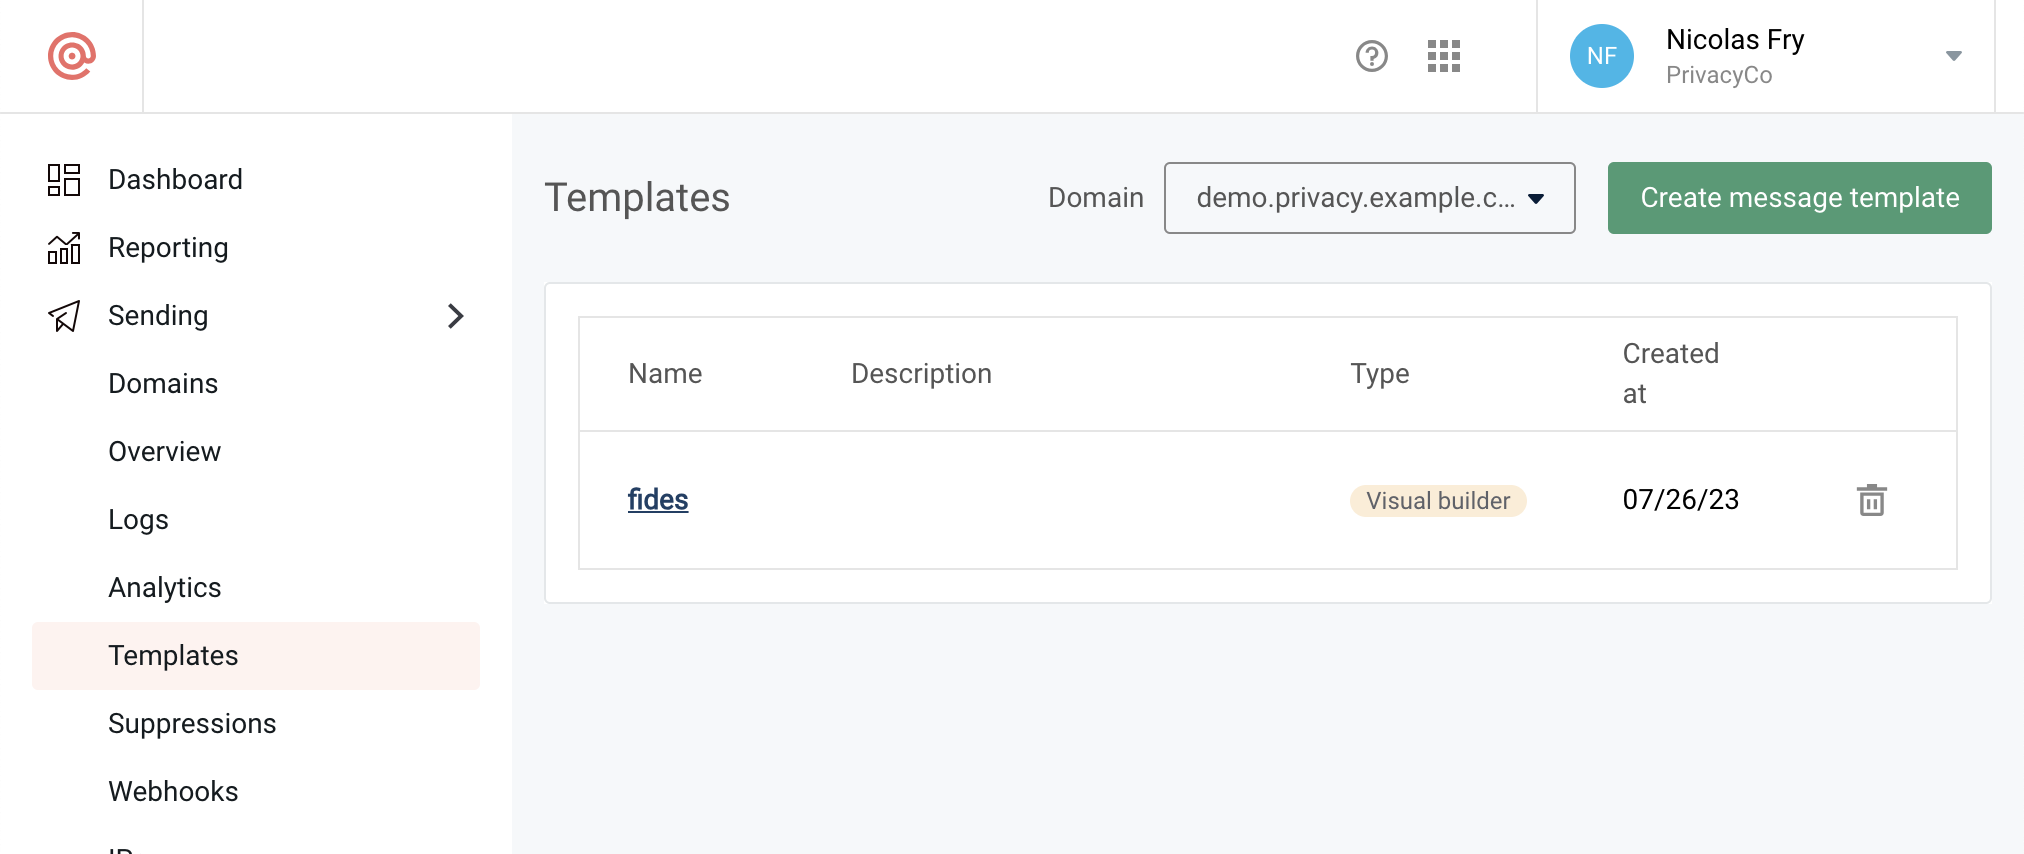 NF
Nicolas Fry
PrivacyCo
Dashboard
Reporting
Sending
Domains
Overview
Logs
Analytics
Templates
Suppressions
Webhooks
Templates
Domain
demo.privacy.example.c...
Create message template
Name
Description
Type
Created
at
fides
Visual builder
07/26/23